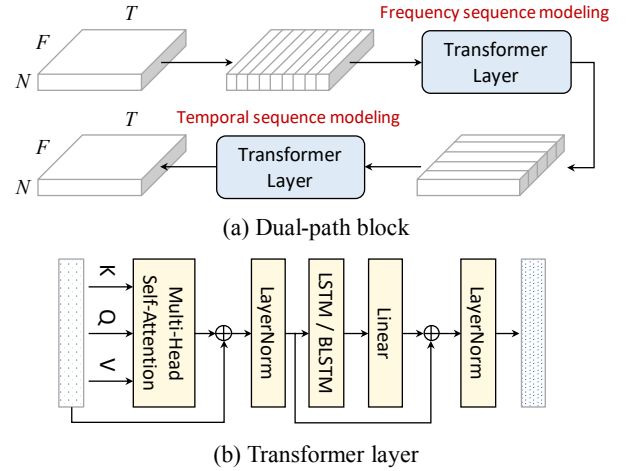 Frequency sequence modeling
T
F
N
Transformer
Layer
Temporal sequence modeling
T
F
N
Transformer
Layer
(a) Dual-path block
K
Q
V
Multi-Head
Self-Attention
LayerNorm
LSTM / BLSTM
Linear
LayerNorm
(b) Transformer layer